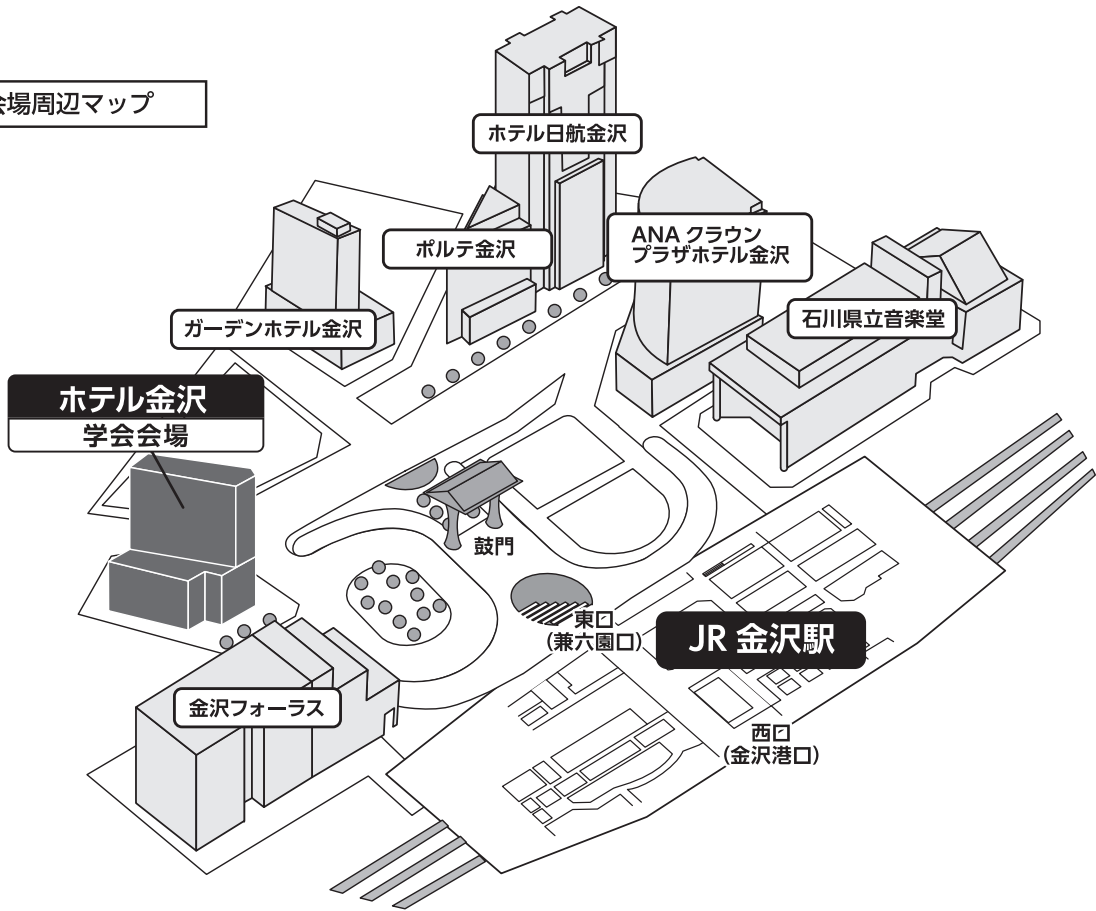 会場周辺マップ
ホテル日航金沢
ANA クラウン
プラザホテル金沢
ポルテ金沢
石川県立音楽堂
ガーデンホテル金沢
ホテル金沢
学会会場
鼓門
東口
(兼六園口)
JR 金沢駅
金沢フォーラス
西口
(金沢港口)